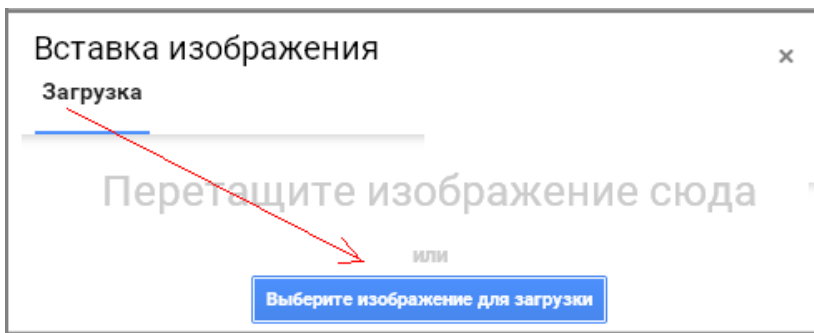 Вставка изображения
×
Загрузка
Перетащите изображение сюда
или
Выберите изображение для загрузки